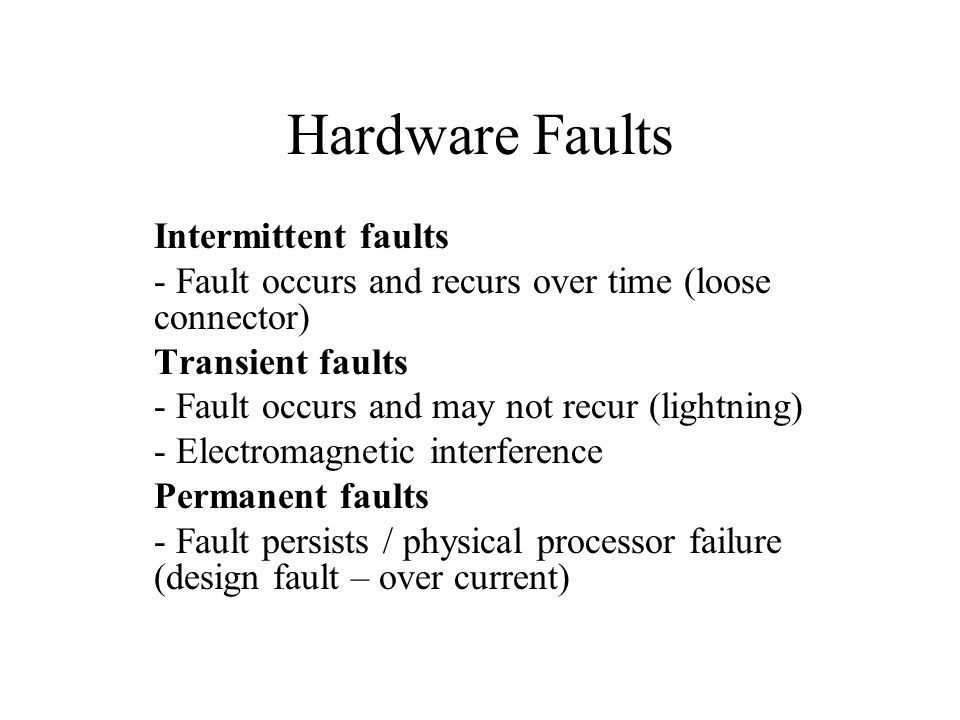 Hardware Faults
Intermittent faults
- Fault occurs and recurs over time (loose
connector)
Transient faults
- Fault occurs and may not recur (lightning)
- Electromagnetic interference
Permanent faults
- Fault persists / physical processor failure
(design fault – over current)